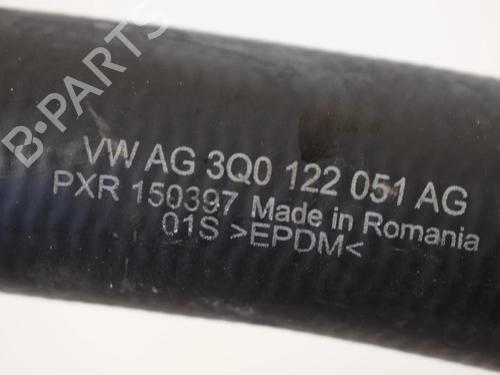 B-PARTS
VW AG 3Q0 122 051 AG
PXR 150397 Made in Romania
01S >EPDM<